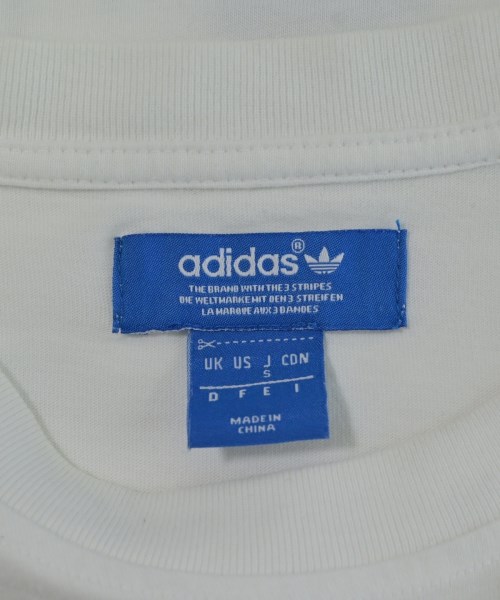 adidas®
THE BRAND WITH THE 3 STRIPES
DIE WELTMARKE MIT DEN 3 STREIFEN
LA MARQUE AUX 3 BANDES
UK US J CDN
S
D F E I
MADE IN
CHINA